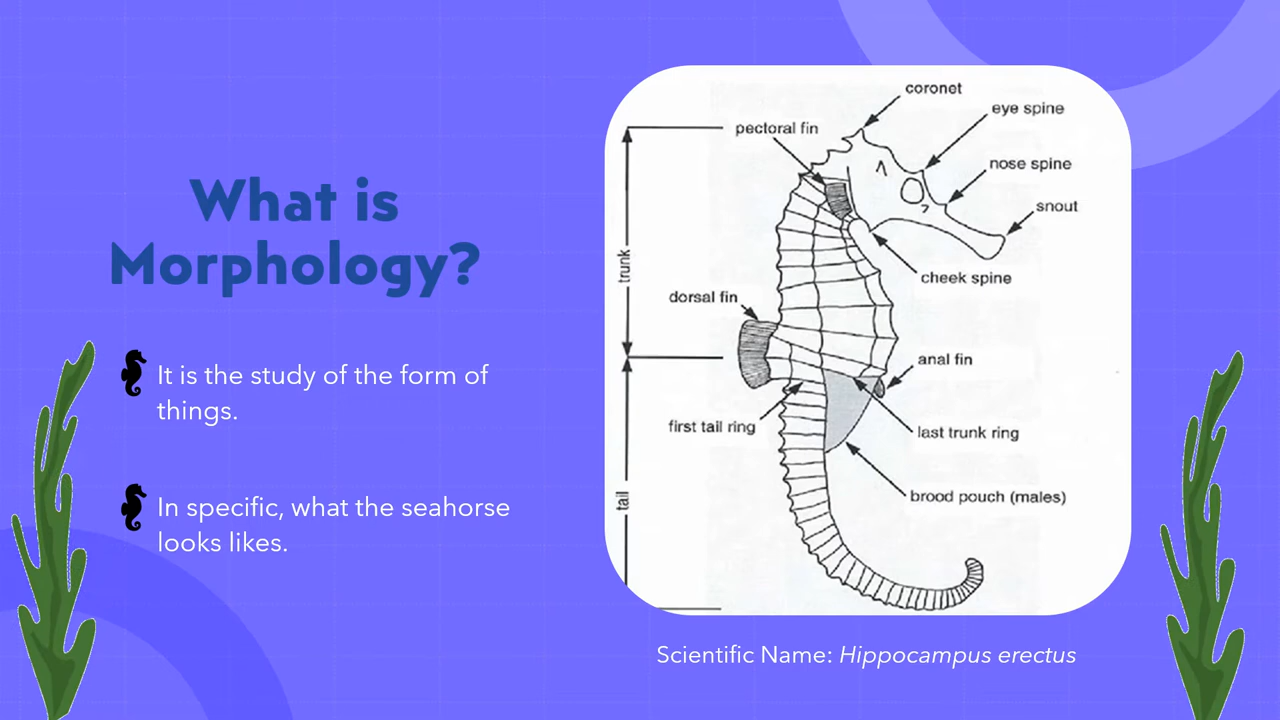 What is
Morphology?
It is the study of the form of
things.
In specific, what the seahorse
looks likes.
coronet
eye spine
pectoral fin
nose spine
snout
trunk
cheek spine
dorsal fin
anal fin
first tail ring
last trunk ring
tail
brood pouch (males)
Scientific Name: Hippocampus erectus